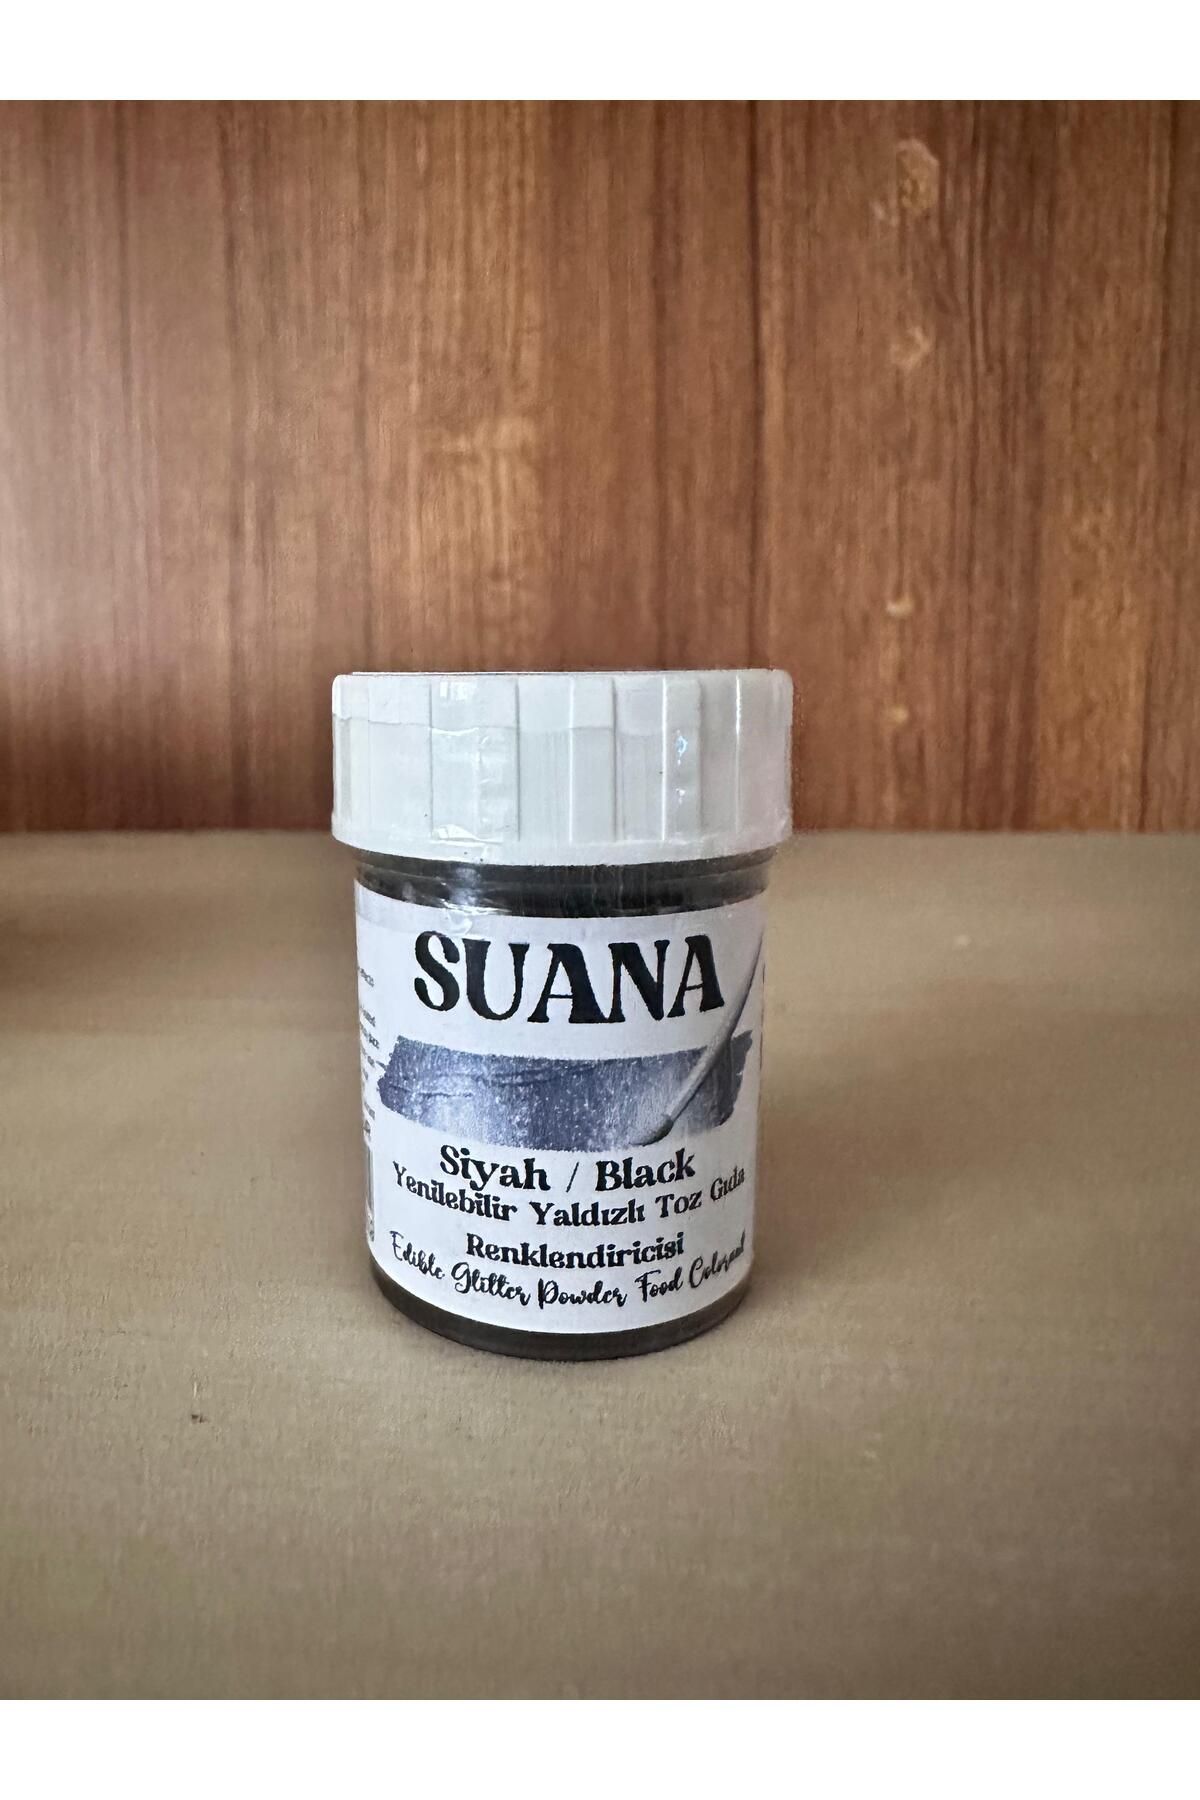 SUANA
Siyah / Black
Yenilebilir Yaldızlı Toz Gıda
Renklendiricisi
Edible Glitter Powder Food Colorant